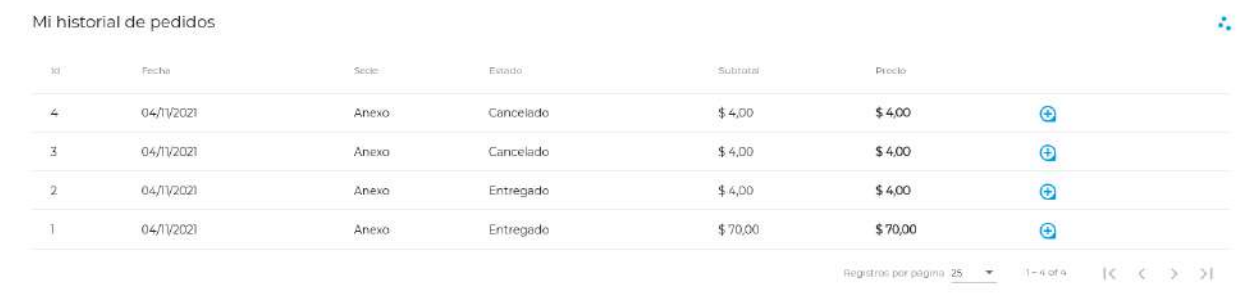 Mi historial de pedidos
Id Fecha Sede Estado Subtotal Precio
4 04/11/2021 Anexo Cancelado $ 4,00 $ 4,00
3 04/11/2021 Anexo Cancelado $ 4,00 $ 4,00
2 04/11/2021 Anexo Entregado $ 4,00 $ 4,00
1 04/11/2021 Anexo Entregado $ 70,00 $ 70,00
Registros por página 25 1 – 4 of 4